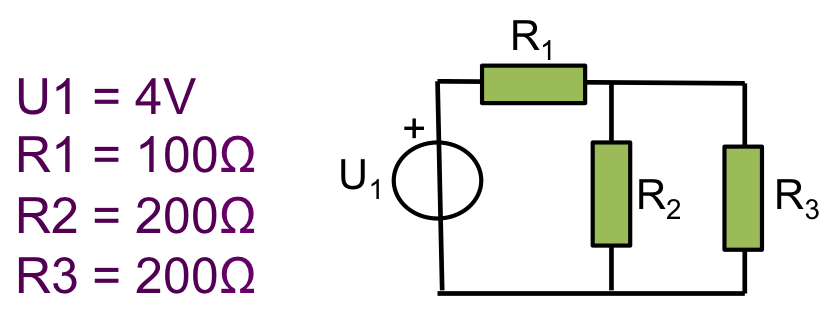 U1 = 4V
R1 = 100Ω
R2 = 200Ω
R3 = 200Ω
R1
+
U1
R2
R3